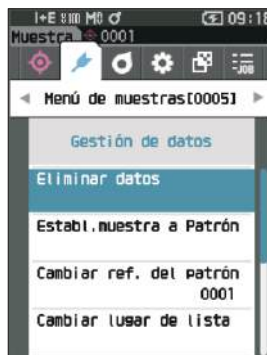 I+E M0 09:18
Muestra 0001
-JOB
Menú de muestras[0005]
Gestión de datos
Eliminar datos
Establ.muestra a Patrón
Cambiar ref. del patrón
0001
Cambiar lugar de lista